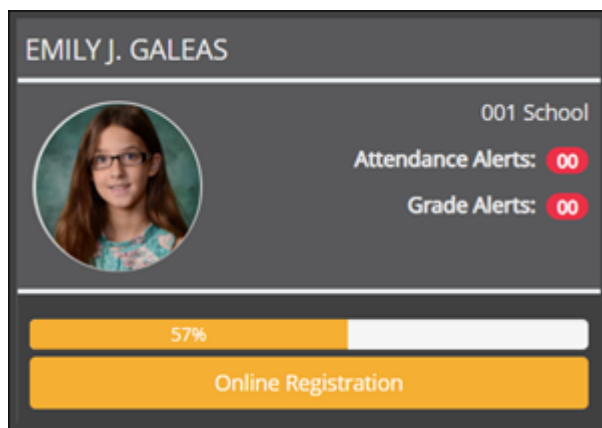 EMILY J. GALEAS
001 School
Attendance Alerts: 00
Grade Alerts: 00
57%
Online Registration